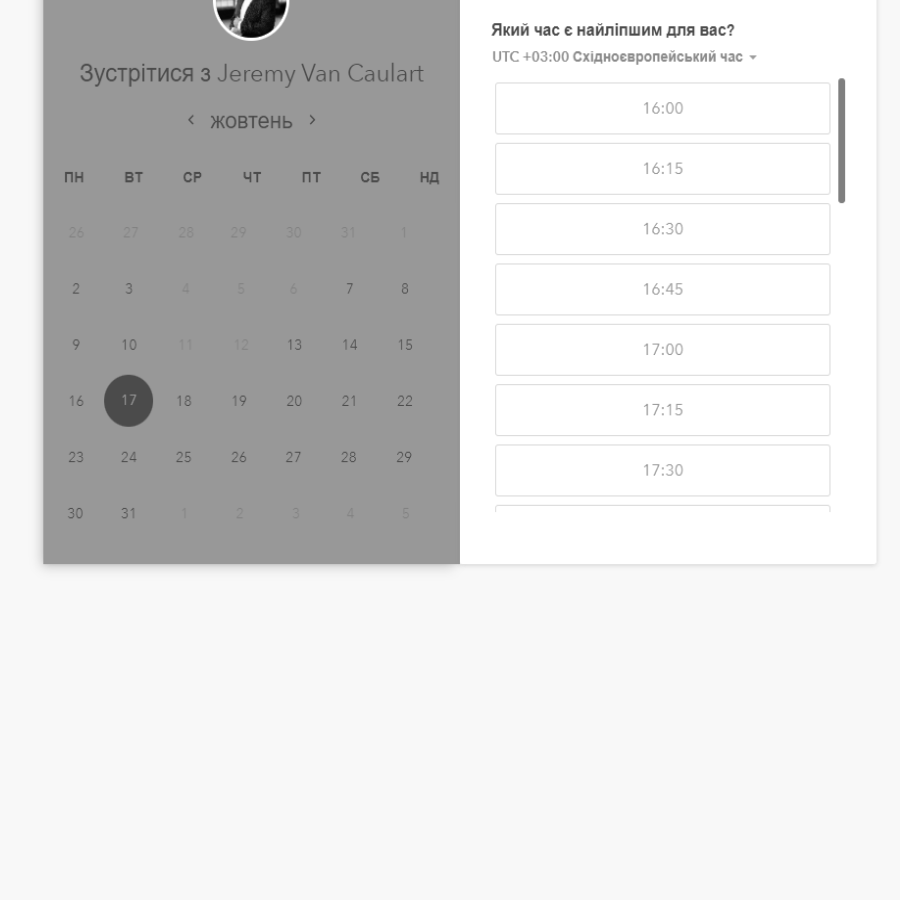 Зустрітися з Jeremy Van Caulart
‹ жовтень ›
ПН ВТ СР ЧТ ПТ СБ НД
26 27 28 29 30 31 1
2 3 4 5 6 7 8
9 10 11 12 13 14 15
16 17 18 19 20 21 22
23 24 25 26 27 28 29
30 31 1 2 3 4 5
Який час є найліпшим для вас?
UTC +03:00 Східноєвропейський час
16:00
16:15
16:30
16:45
17:00
17:15
17:30